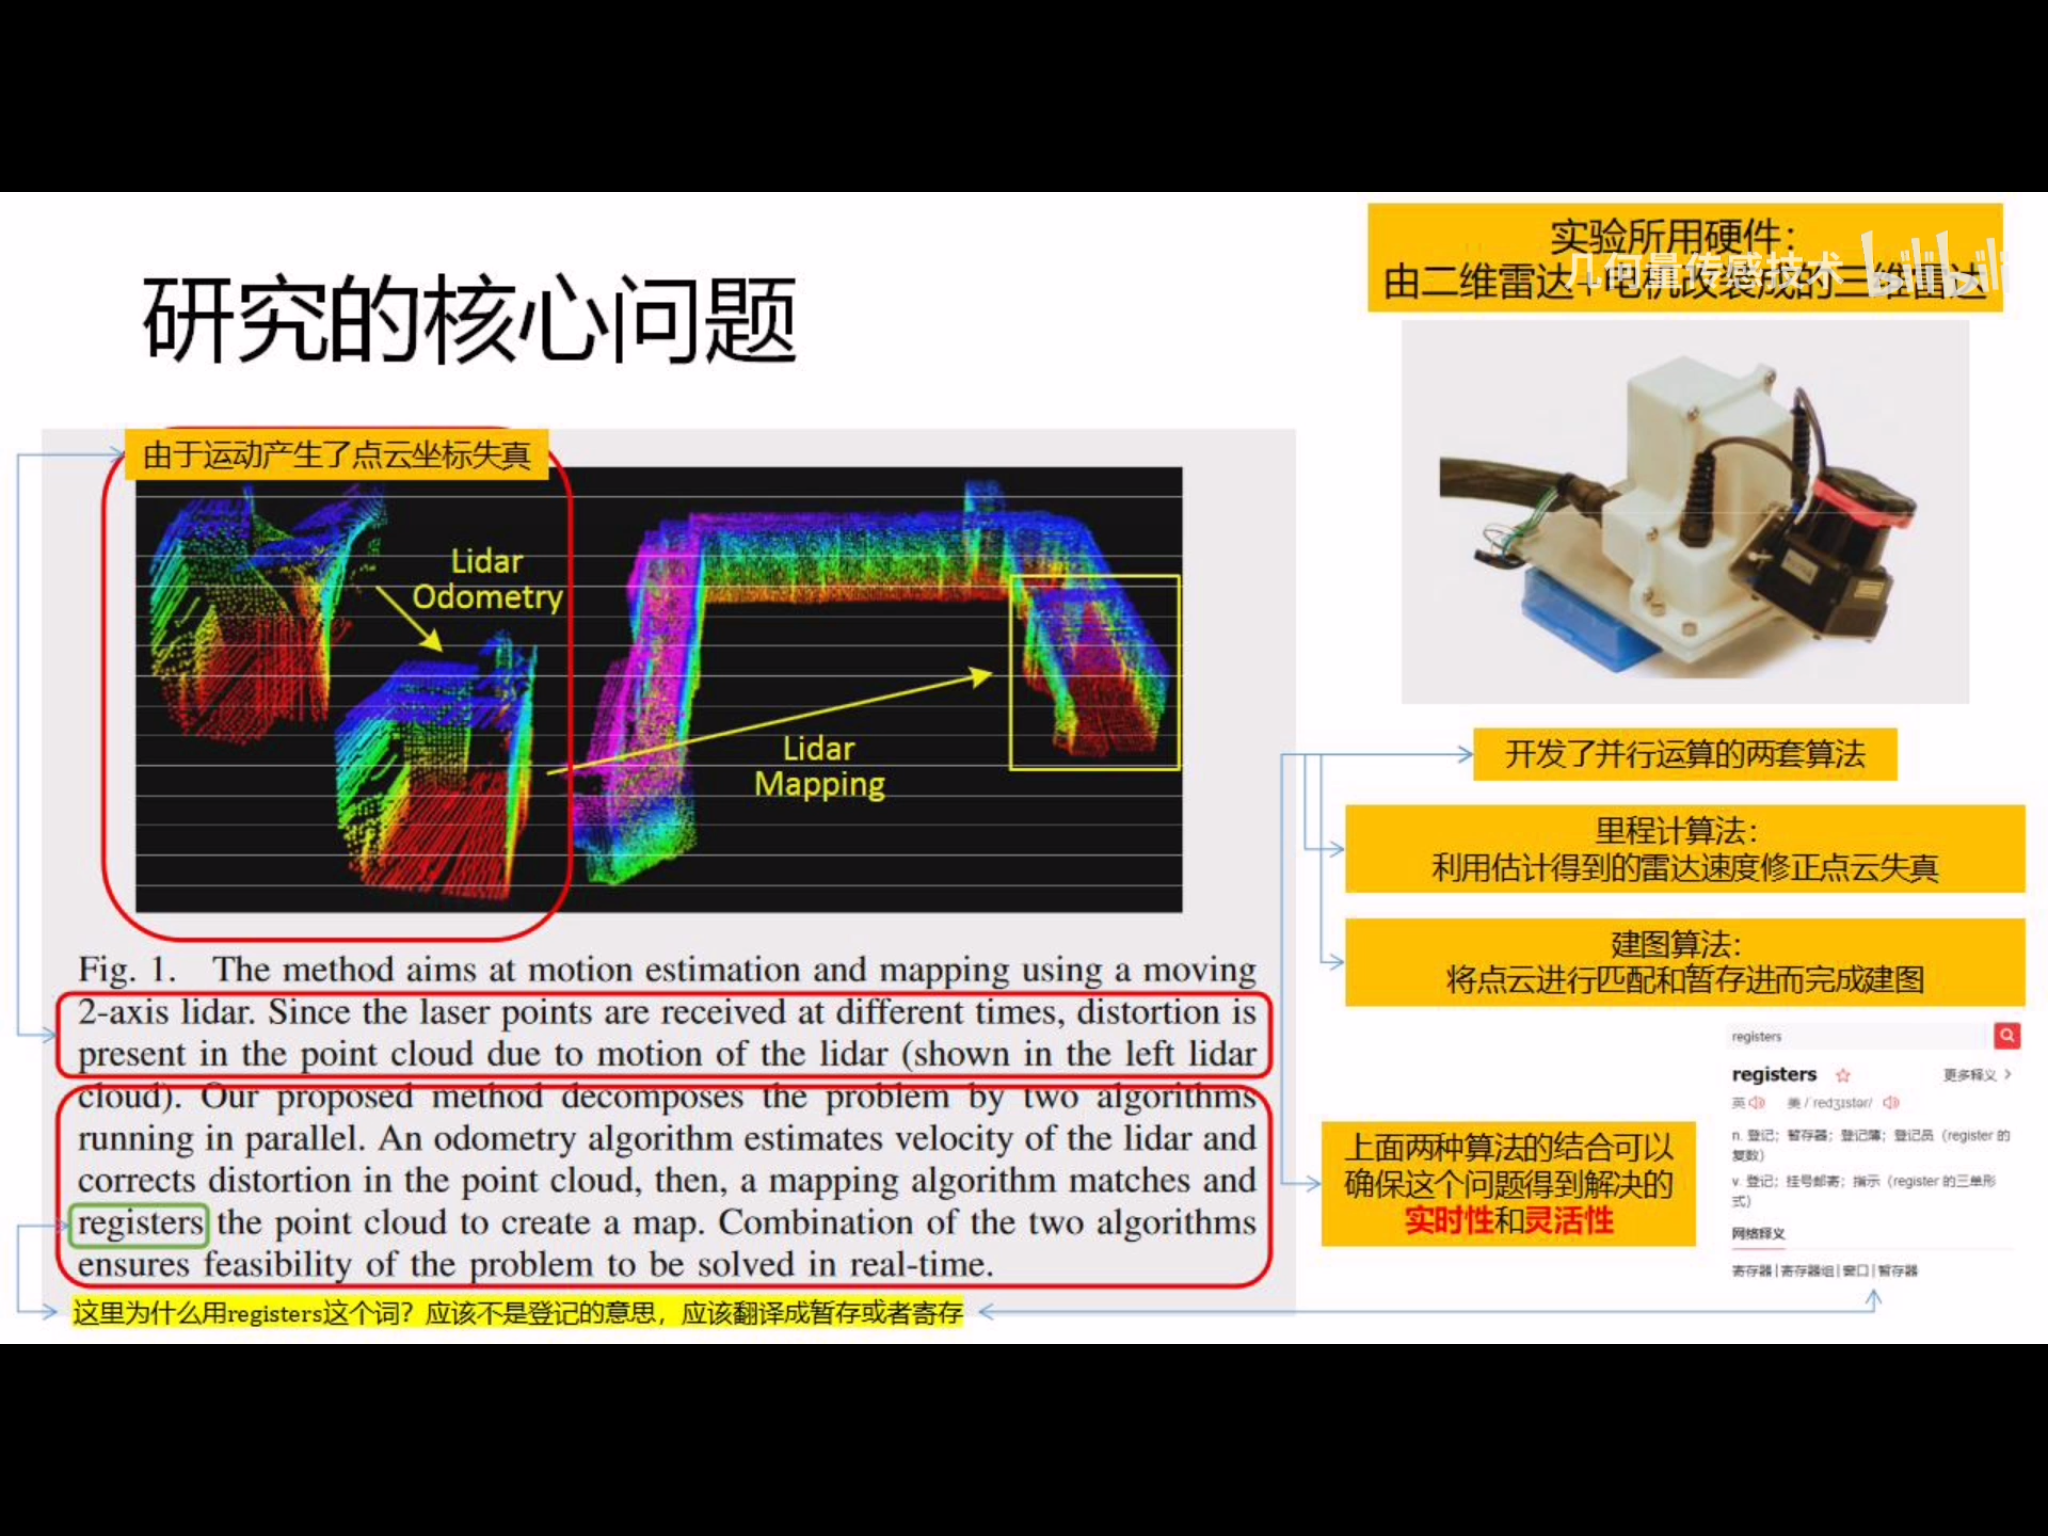 实验所用硬件：
由二维雷达+电机改装成的三维雷达
几何量传感技术 bilibili
研究的核心问题
由于运动产生了点云坐标失真
Lidar
Odometry
Lidar
Mapping
Fig. 1. The method aims at motion estimation and mapping using a moving
2-axis lidar. Since the laser points are received at different times, distortion is
present in the point cloud due to motion of the lidar (shown in the left lidar
cloud). Our proposed method decomposes the problem by two algorithms
running in parallel. An odometry algorithm estimates velocity of the lidar and
corrects distortion in the point cloud, then, a mapping algorithm matches and
registers the point cloud to create a map. Combination of the two algorithms
ensures feasibility of the problem to be solved in real-time.
这里为什么用registers这个词？应该不是登记的意思，应该翻译成暂存或者寄存
开发了并行运算的两套算法
里程计算法：
利用估计得到的雷达速度修正点云失真
建图算法：
将点云进行匹配和暂存进而完成建图
上面两种算法的结合可以
确保这个问题得到解决的
实时性和灵活性
registers
registers 更多释义
英 美 /ˈredʒɪstər/
n. 登记；暂存器；登记簿；登记员（register 的
复数）
v. 登记；挂号邮寄；指示（register 的三单形
式）
网络释义
寄存器 | 寄存器组 | 窗口 | 暂存器